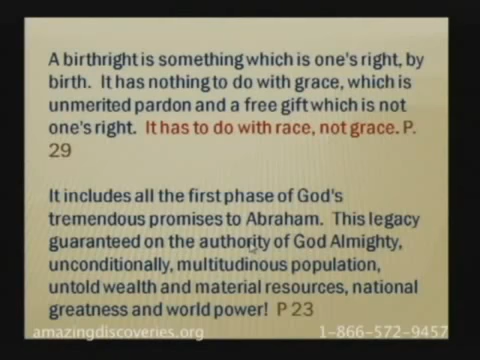 A birthright is something which is one's right, by
birth. It has nothing to do with grace, which is
unmerited pardon and a free gift which is not
one's right. It has to do with race, not grace. P.
29
It includes all the first phase of God's
tremendous promises to Abraham. This legacy
guaranteed on the authority of God Almighty,
unconditionally, multitudinous population,
untold wealth and material resources, national
greatness and world power! P 23
amazingdiscoveries.org 1-866-572-9457